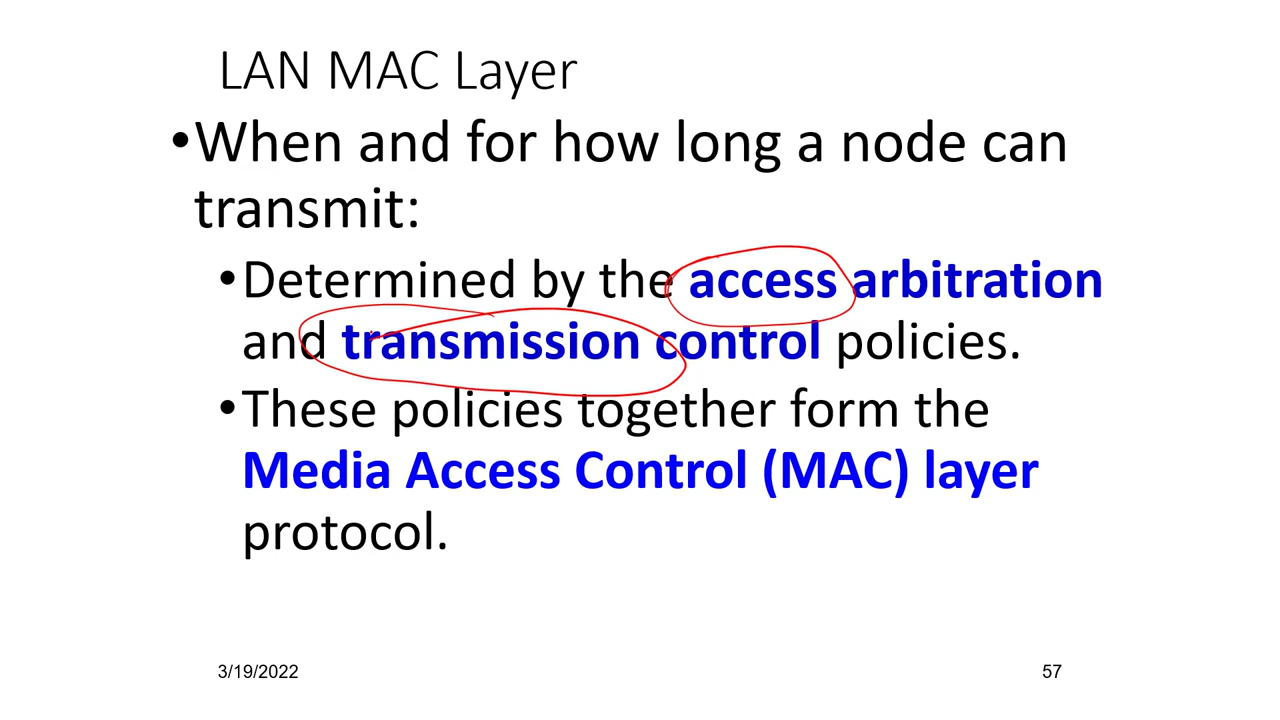 LAN MAC Layer
•When and for how long a node can
transmit:
•Determined by the access arbitration
and transmission control policies.
•These policies together form the
Media Access Control (MAC) layer
protocol.
3/19/2022
57